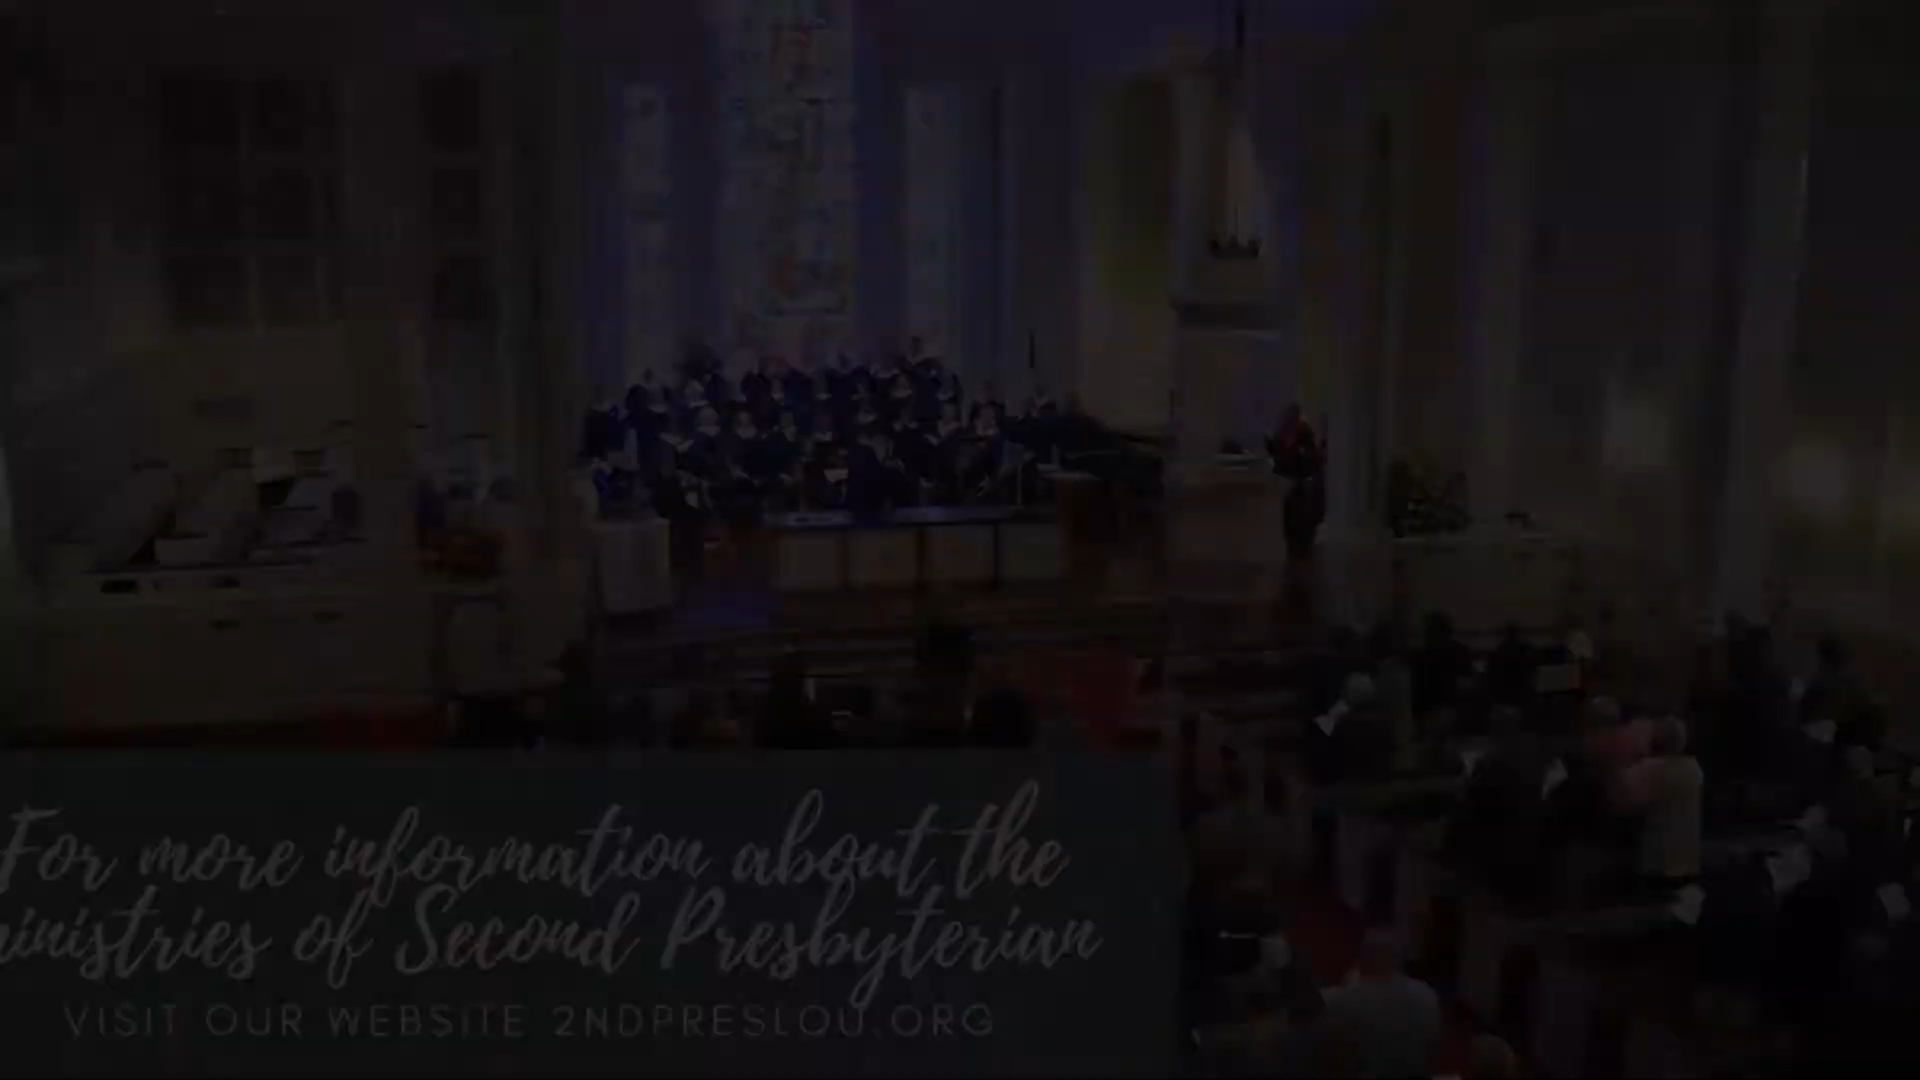 For more information about the
ministries of Second Presbyterian
VISIT OUR WEBSITE 2NDPRESLOU.ORG